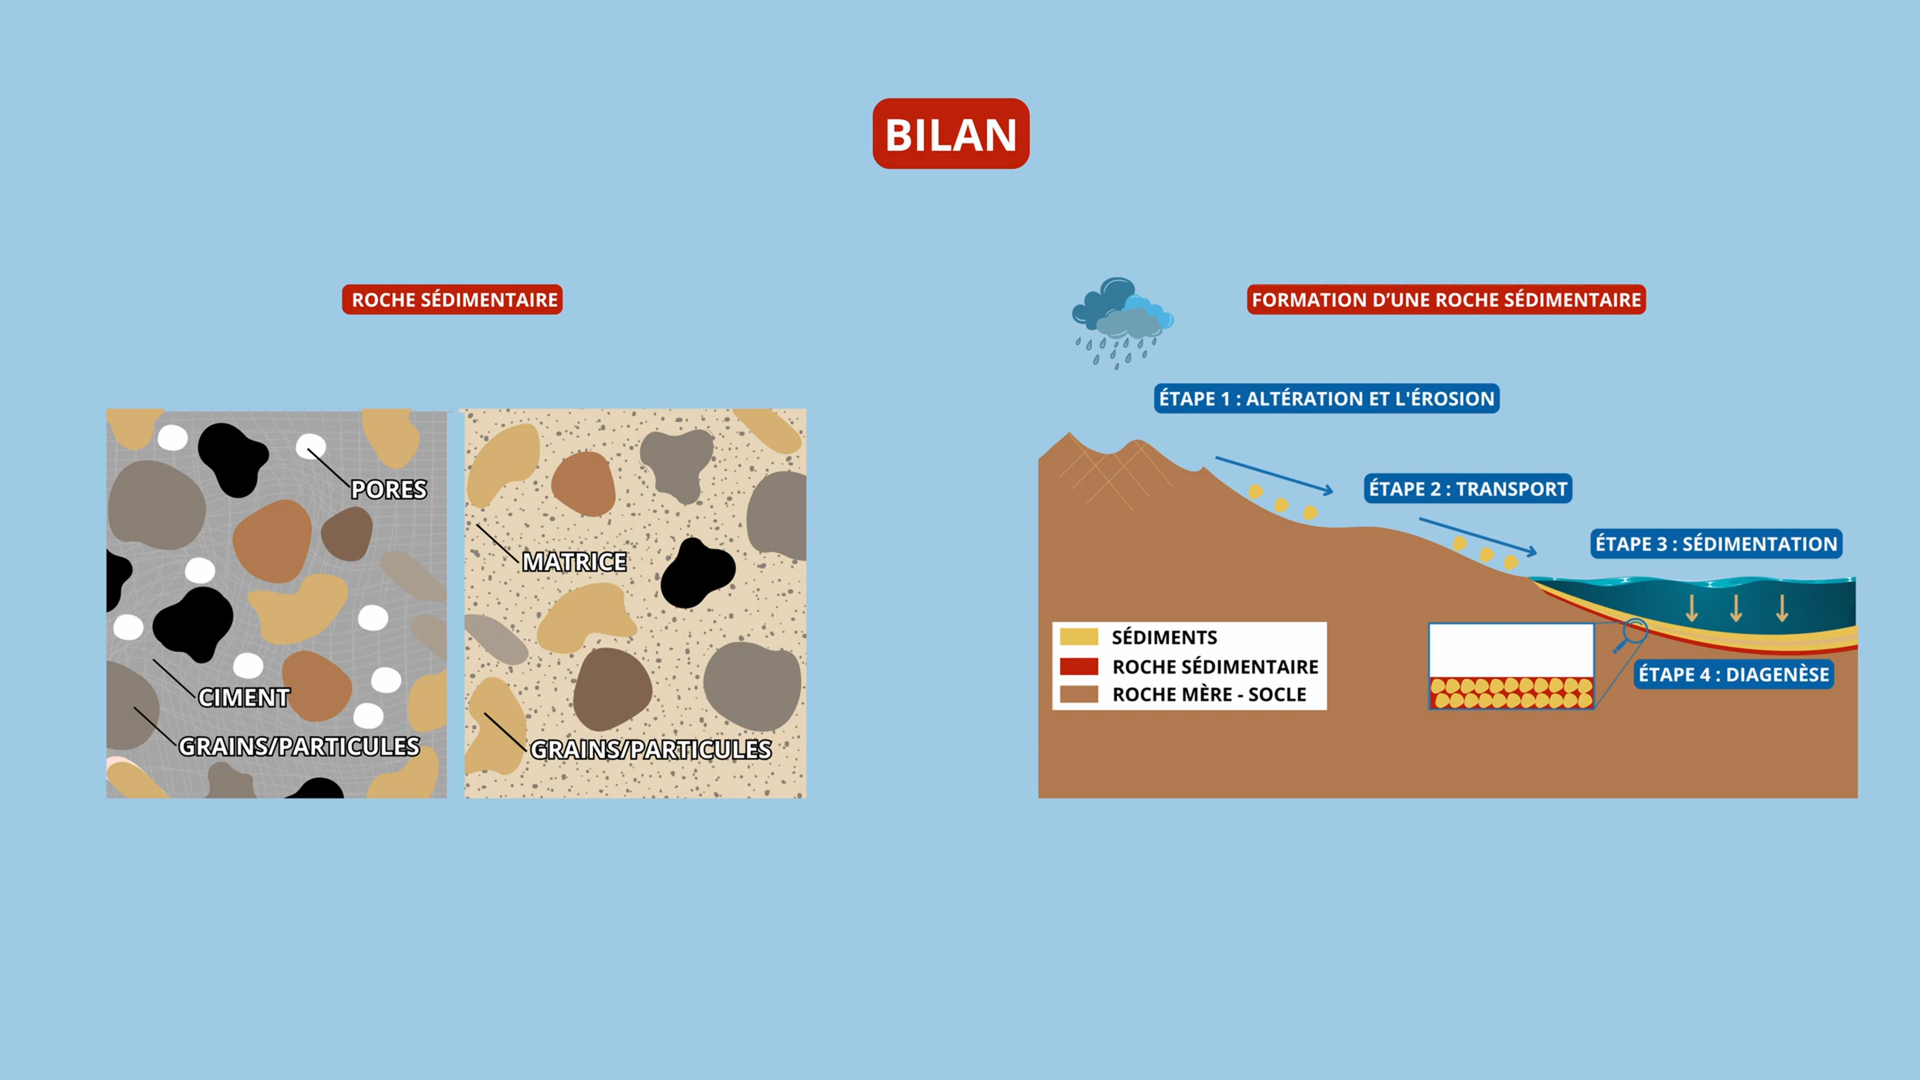 BILAN
ROCHE SÉDIMENTAIRE
PORES
CIMENT
GRAINS/PARTICULES
MATRICE
GRAINS/PARTICULES
FORMATION D’UNE ROCHE SÉDIMENTAIRE
ÉTAPE 1 : ALTÉRATION ET L'ÉROSION
ÉTAPE 2 : TRANSPORT
ÉTAPE 3 : SÉDIMENTATION
ÉTAPE 4 : DIAGENÈSE
SÉDIMENTS
ROCHE SÉDIMENTAIRE
ROCHE MÈRE - SOCLE